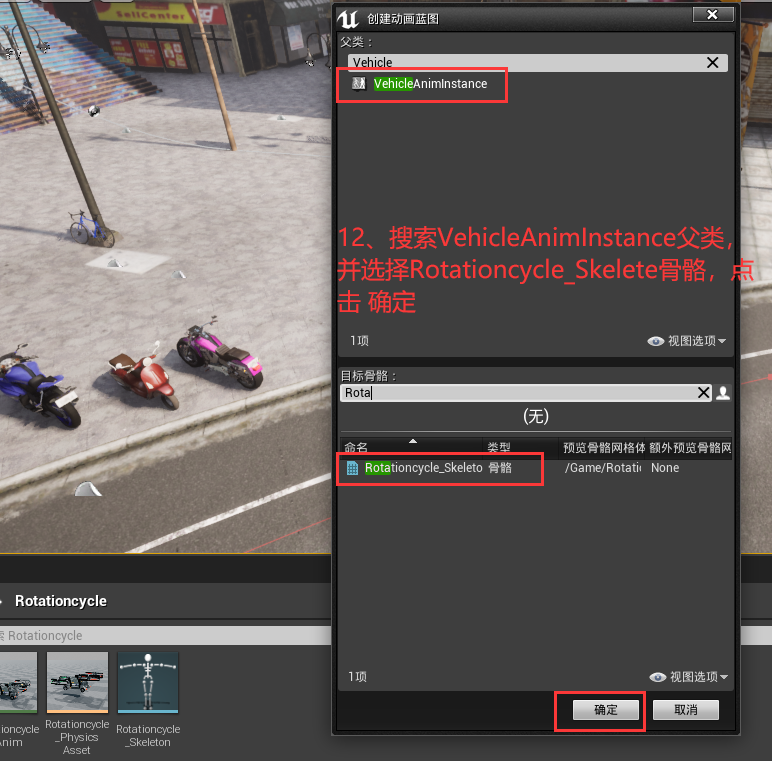 SellCenter
创建动画蓝图
父类：
Vehicle
VehicleAnimInstance
12、搜索VehicleAnimInstance父类，
并选择Rotationcycle_Skelete骨骼，点
击 确定
1项
视图选项
目标骨骼：
Rota
(无)
命名 类型 预览骨骼网格体 额外预览骨骼网
Rotationcycle_Skeleto 骨骼 /Game/Rotati None
Rotationcycle
索 Rotationcycle
ioncycle
Anim
Rotationcycle
_Physics
Asset
Rotationcycle
_Skeleton
1项
视图选项
确定
取消